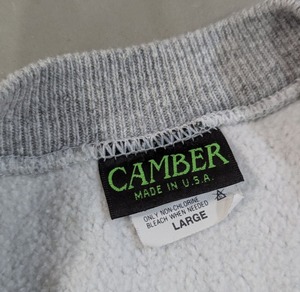 CAMBER
MADE IN U.S.A.
ONLY NON-CHLORINE
BLEACH WHEN NEEDED
LARGE